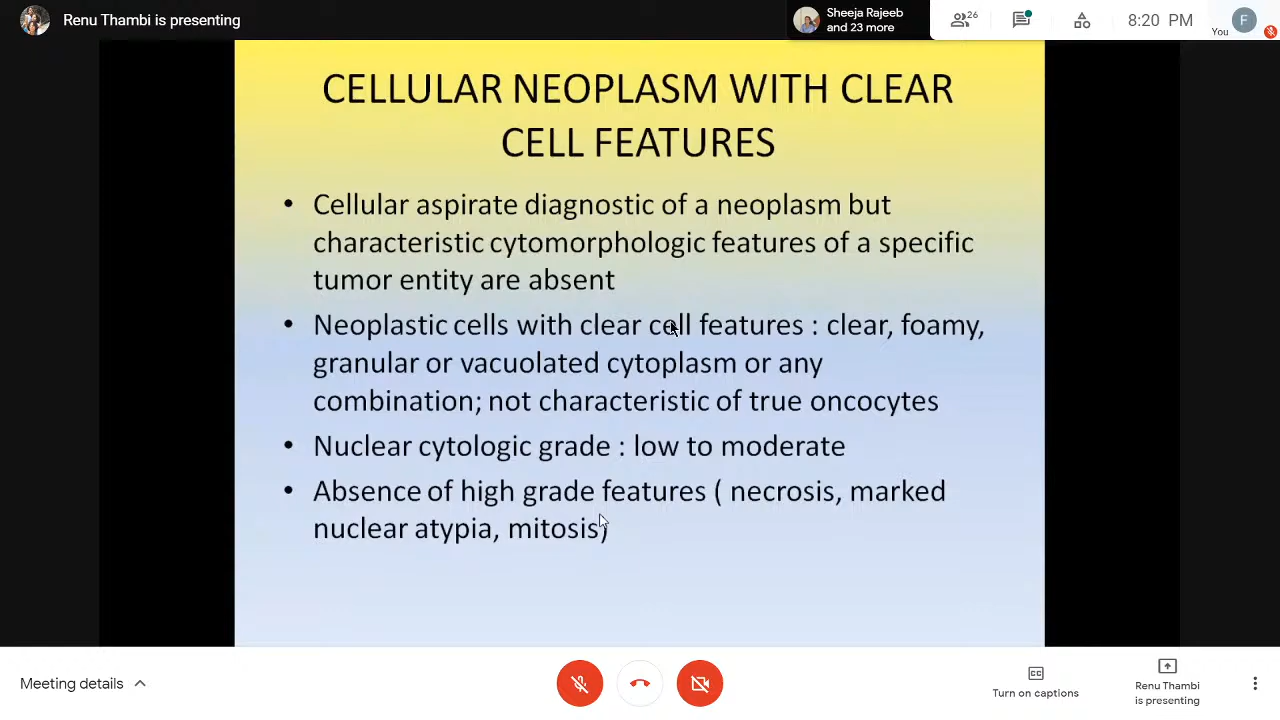 Renu Thambi is presenting
Sheeja Rajeeb
and 23 more
26
8:20 PM
You
F
CELLULAR NEOPLASM WITH CLEAR
CELL FEATURES
• Cellular aspirate diagnostic of a neoplasm but
characteristic cytomorphologic features of a specific
tumor entity are absent
• Neoplastic cells with clear cell features : clear, foamy,
granular or vacuolated cytoplasm or any
combination; not characteristic of true oncocytes
• Nuclear cytologic grade : low to moderate
• Absence of high grade features ( necrosis, marked
nuclear atypia, mitosis)
Meeting details
CC
Turn on captions
Renu Thambi
is presenting